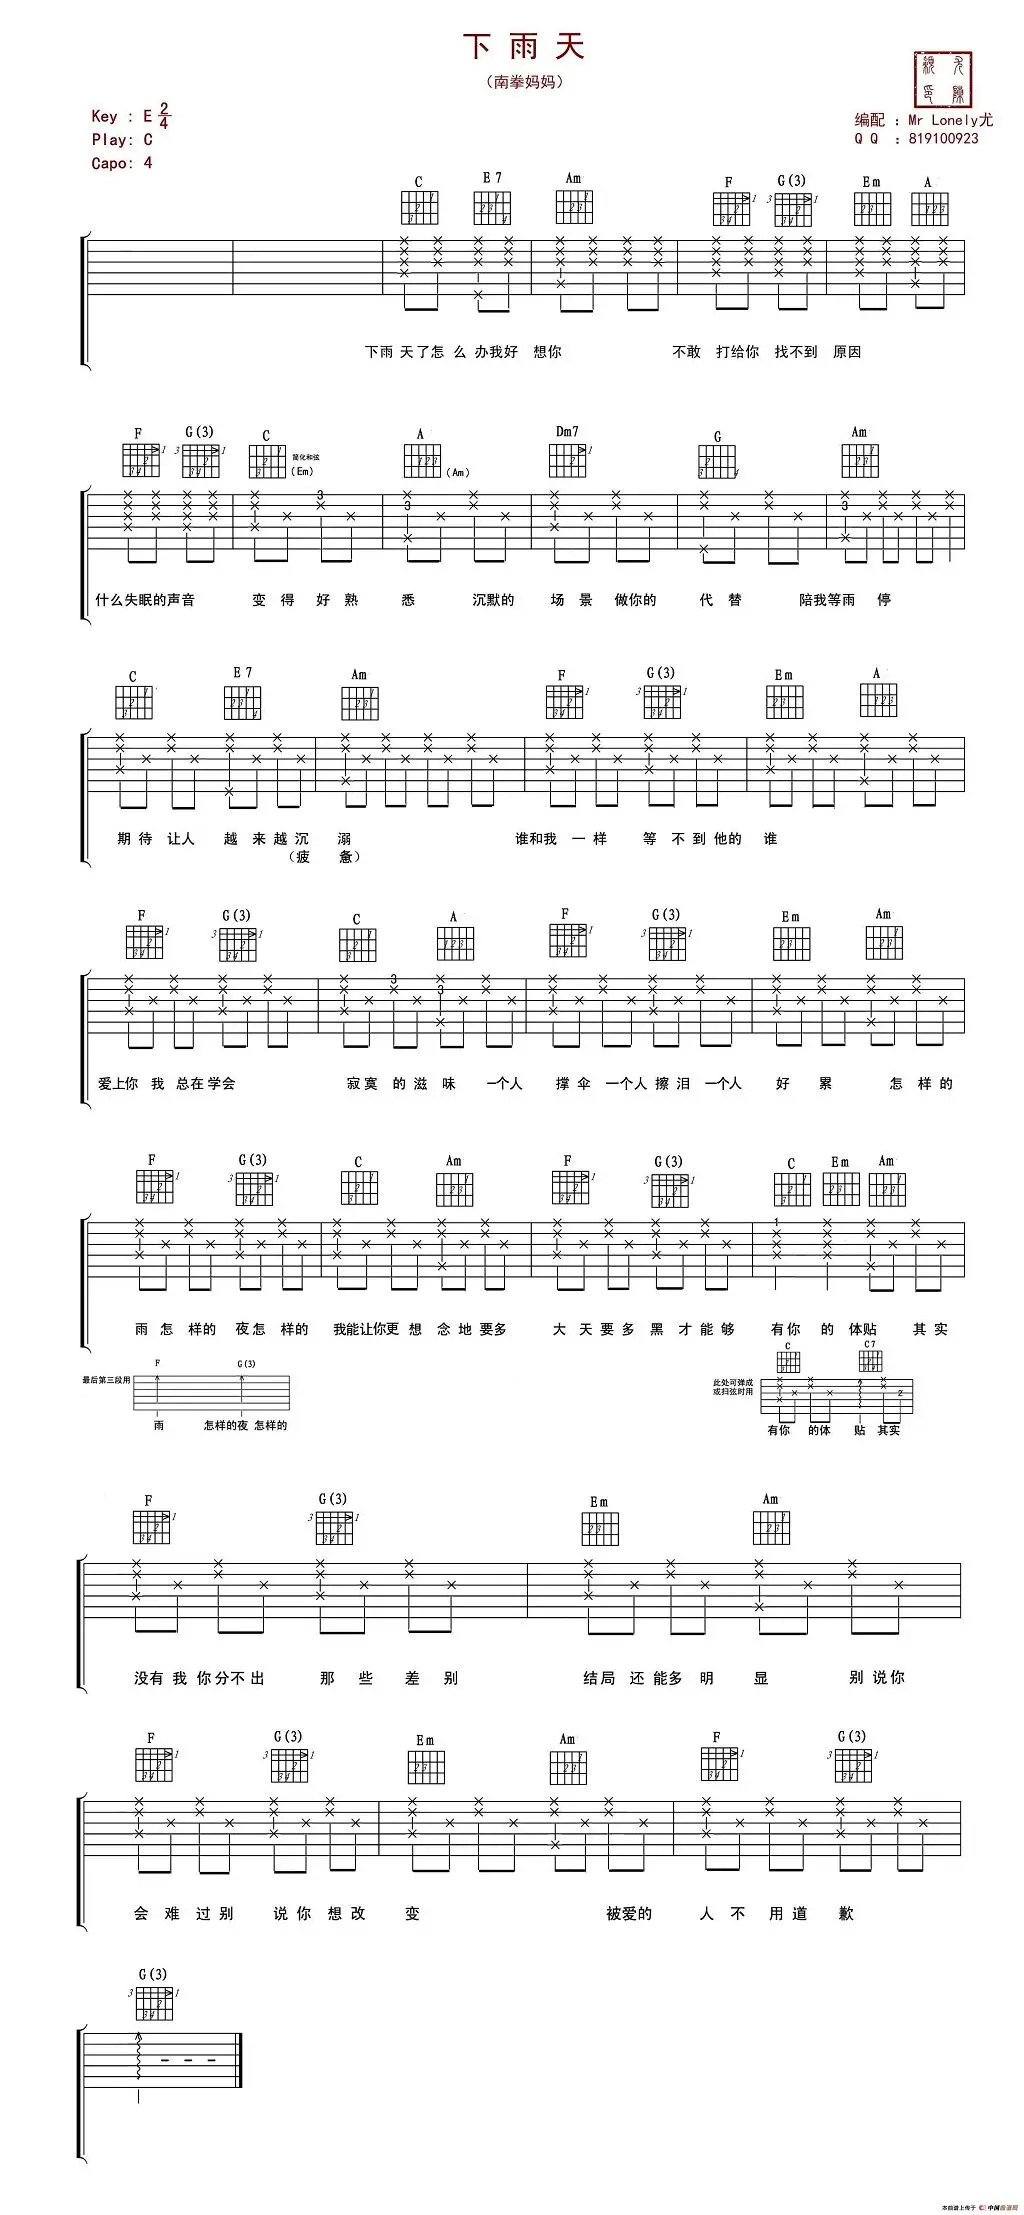 下雨天
（南拳妈妈）
Key : E 2/4
Play: C
Capo: 4
编配 : Mr Lonely尤
Q Q : 819100923
C E7 Am F G(3) Em A
下雨 天了怎 么 办我好 想你 不敢 打给你 找不到 原因
F G(3) C 简化和弦 (Em) A (Am) Dm7 G Am
什么失眠的声音 变 得 好 熟 悉 沉默的 场 景 做你的 代 替 陪我等雨 停
C E7 Am F G(3) Em A
期 待 让人 越 来 越 沉 溺 谁和我 一 样 等 不 到 他的 谁
(疲 惫)
F G(3) C A F G(3) Em Am
爱上你 我 总在 学会 寂 寞 的 滋 味 一个人 撑 伞 一个人 擦 泪 一个人 好 累 怎 样 的
F G(3) C Am F G(3) C Em Am
雨 怎 样的 夜怎 样的 我能让你更 想 念 地 要多 大 天 要 多 黑 才 能 够 有你 的 体贴 其 实
最后第三段用 F G(3)
雨 怎样的夜 怎样的
此处可弹成
或扫弦时用
C C7
有你 的体 贴 其实
F G(3) Em Am
没有 我 你 分 不 出 那 些 差 别 结局 还 能多 明 显 别 说 你
F G(3) Em Am F G(3)
会 难 过 别 说 你 想 改 变 被爱的 人 不 用 道 歉
G(3)
本曲谱上传于 中国曲谱网